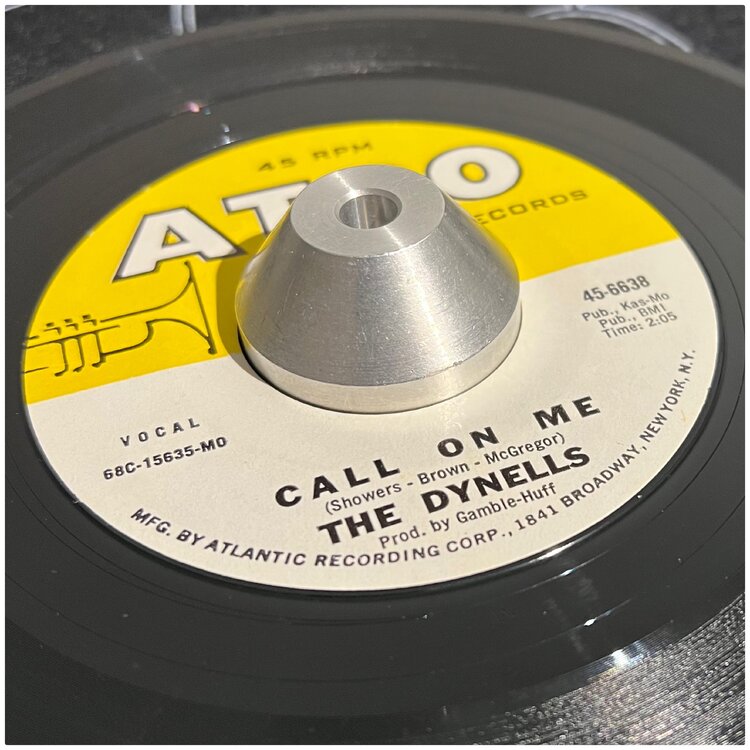 45 RPM
AT O
ECORDS
45-6638
Pub., Kas-Mo
Pub., BMI
Time: 2:05
VOCAL
68C-15635-MO
CALL ON ME
(Showers - Brown - McGregor)
THE DYNELLS
Prod. by Gamble-Huff
MFG. BY ATLANTIC RECORDING CORP., 1841 BROADWAY, NEW YORK, N.Y.